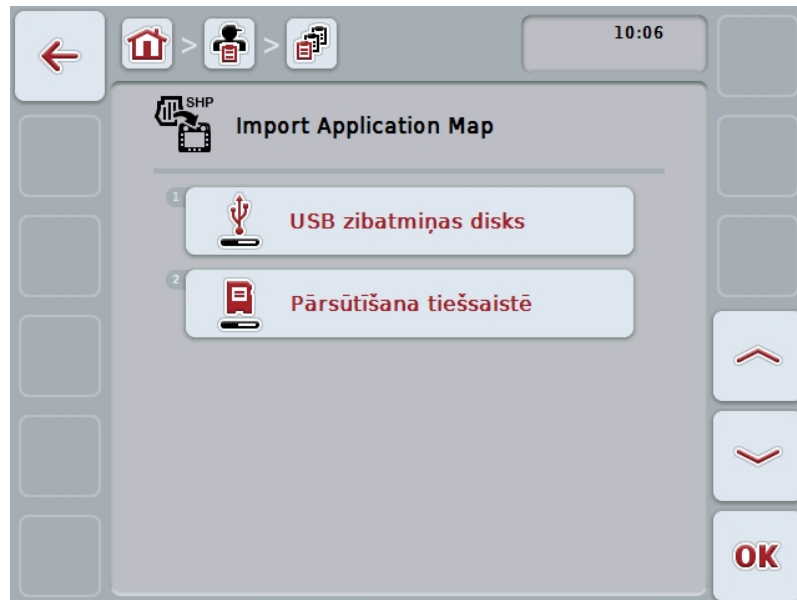 10:06
SHP
Import Application Map
1
USB zibatmiņas disks
2
Pārsūtīšana tiešsaistē
OK